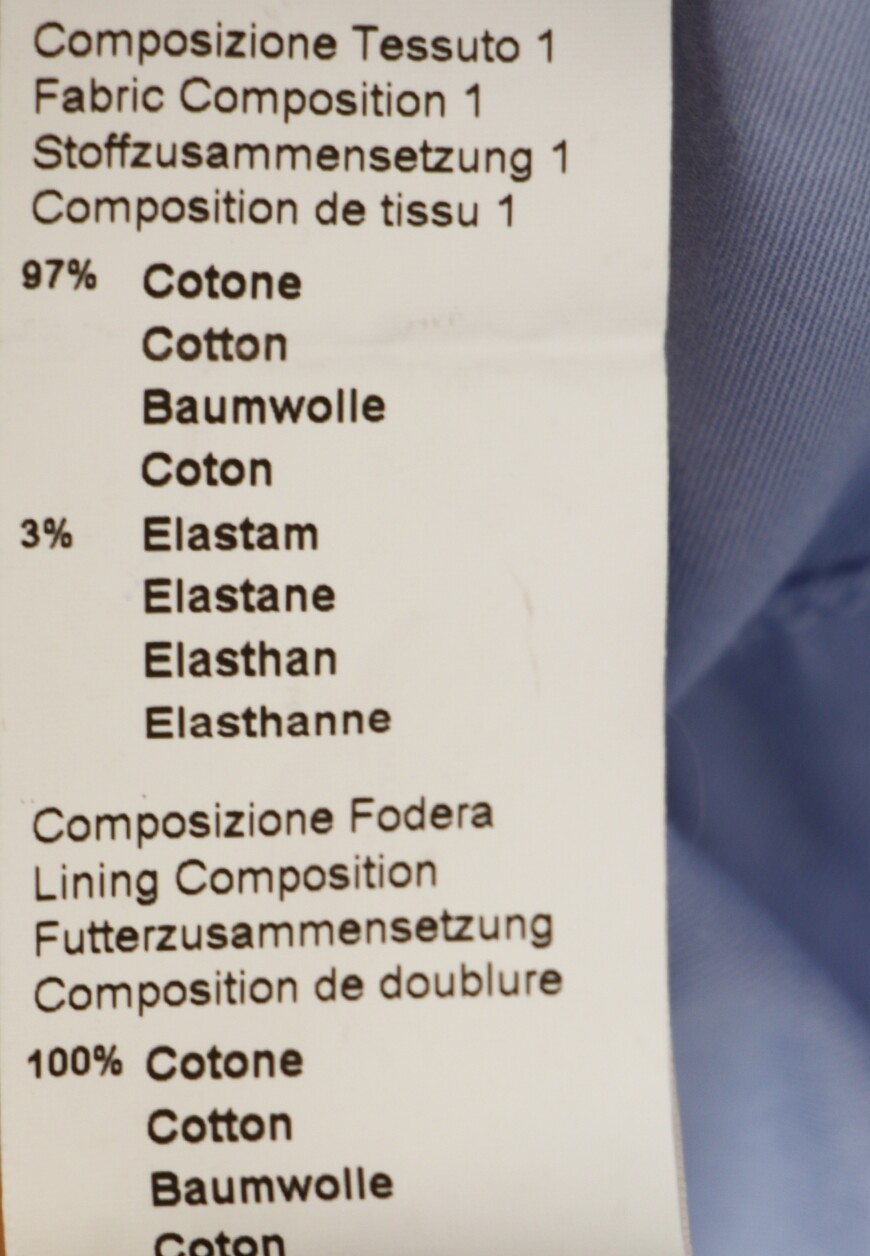 Composizione Tessuto 1
Fabric Composition 1
Stoffzusammensetzung 1
Composition de tissu 1
97% Cotone
Cotton
Baumwolle
Coton
3% Elastam
Elastane
Elasthan
Elasthanne
Composizione Fodera
Lining Composition
Futterzusammensetzung
Composition de doublure
100% Cotone
Cotton
Baumwolle
Coton